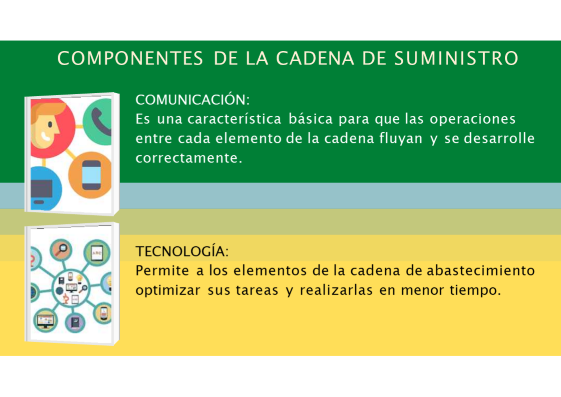 COMPONENTES DE LA CADENA DE SUMINISTRO
COMUNICACIÓN:
Es una característica básica para que las operaciones
entre cada elemento de la cadena fluyan y se desarrolle
correctamente.
TECNOLOGÍA:
Permite a los elementos de la cadena de abastecimiento
optimizar sus tareas y realizarlas en menor tiempo.